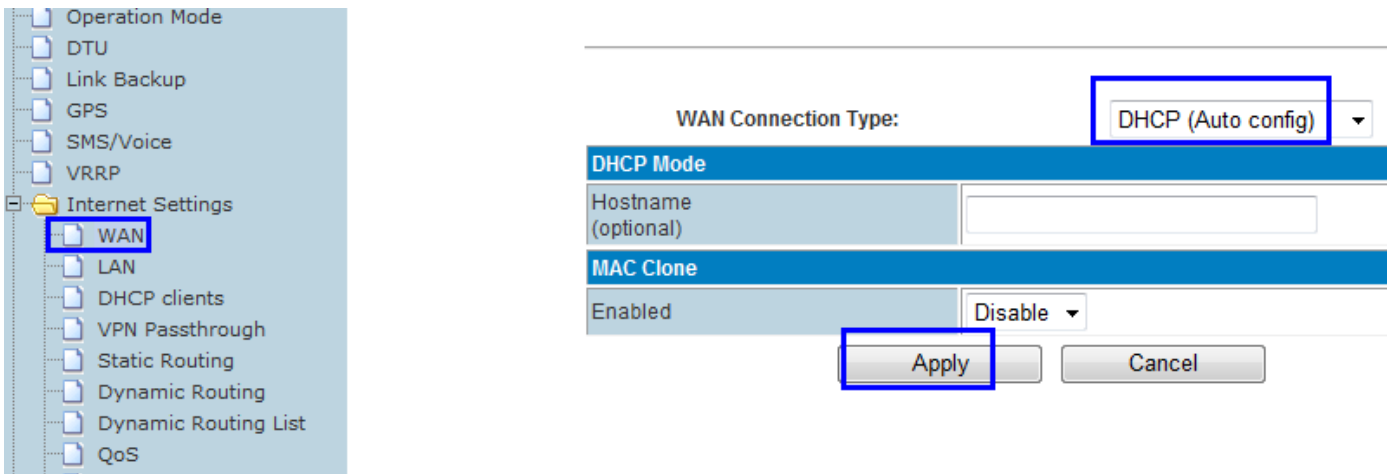 Operation Mode
DTU
Link Backup
GPS
SMS/Voice
VRRP
Internet Settings
WAN
LAN
DHCP clients
VPN Passthrough
Static Routing
Dynamic Routing
Dynamic Routing List
QoS
WAN Connection Type: DHCP (Auto config)
DHCP Mode
Hostname
(optional)
MAC Clone
Enabled Disable
Apply Cancel